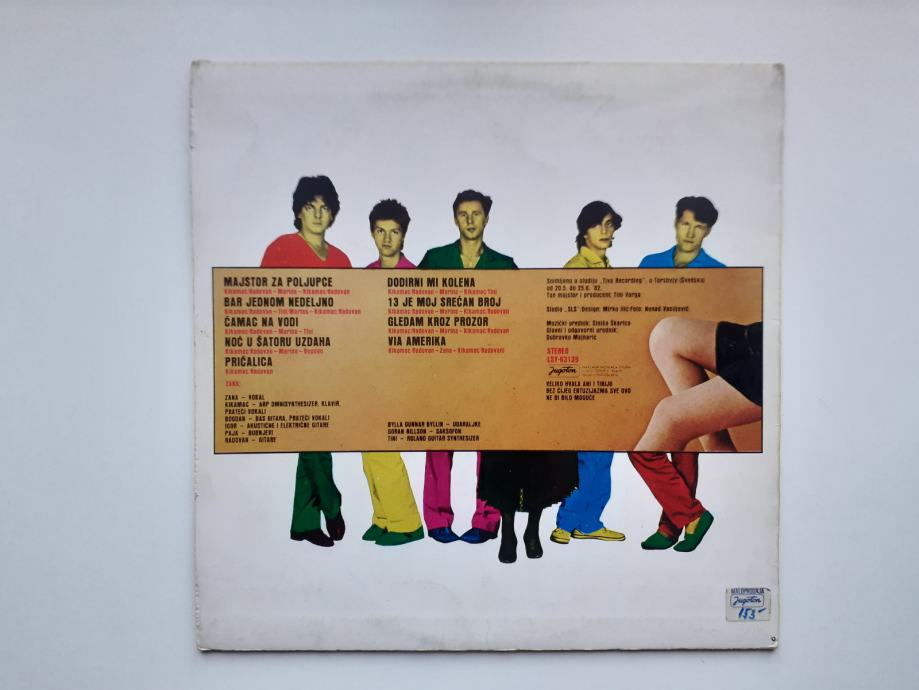 MAJSTOR ZA POLJUPCE
Kikamac/Radovan – Marina – Kikamac/Radovan
BAR JEDNOM NEDELJNO
Kikamac/Radovan – Tini/Marina – Kikamac/Radovan
ČAMAC NA VODI
Kikamac/Radovan – Marina – Tini
NOĆ U ŠATORU UZDAHA
Kikamac/Radovan – Marina – Bogdan
PRIČALICA
Kikamac/Radovan
ZANA:
ZANA – VOKAL
KIKAMAC – ARP OMNISYNTHESIZER, KLAVIR,
PRATEĆI VOKALI
BOGDAN – BAS GITARA, PRATEĆI VOKALI
IGOR – AKUSTIČNE I ELEKTRIČNE GITARE
PAJA – BUBNJEVI
RADOVAN – GITARE
DODIRNI MI KOLENA
Kikamac/Radovan – Marina – Kikamac/Tini
13 JE MOJ SREĆAN BROJ
Kikamac/Radovan – Marina – Kikamac/Radovan
GLEDAM KROZ PROZOR
Kikamac/Radovan – Marina – Kikamac/Radovan
VIA AMERIKA
Kikamac/Radovan – Zana – Kikamac/Radovan
BYLLA GUNNAR BYLLIN – UDARALJKE
GORAN NILLSON – SAKSOFON
TINI – ROLAND GUITAR SYNTHESIZER
Snimljeno u studiju „Tiva Recording", u
od 20.5. do 25.6. '82.
Ton majstor i producent: Tini Varga
Studio „SLS" Design: Mirko Ilić Foto: Nenad Vasiljević
Muzički urednik: Siniša Škarica
Glavni i odgovorni urednik:
Dubravko Majnarić
STEREO
LSY-63139
Jugoton
VELIKO HVALA ANI I TIBIJU
BEZ ČIJEG ENTUZIJAZMA SVE OVO
NE BI BILO MOGUĆE
MALOPRODAJA
Jugoton
153-